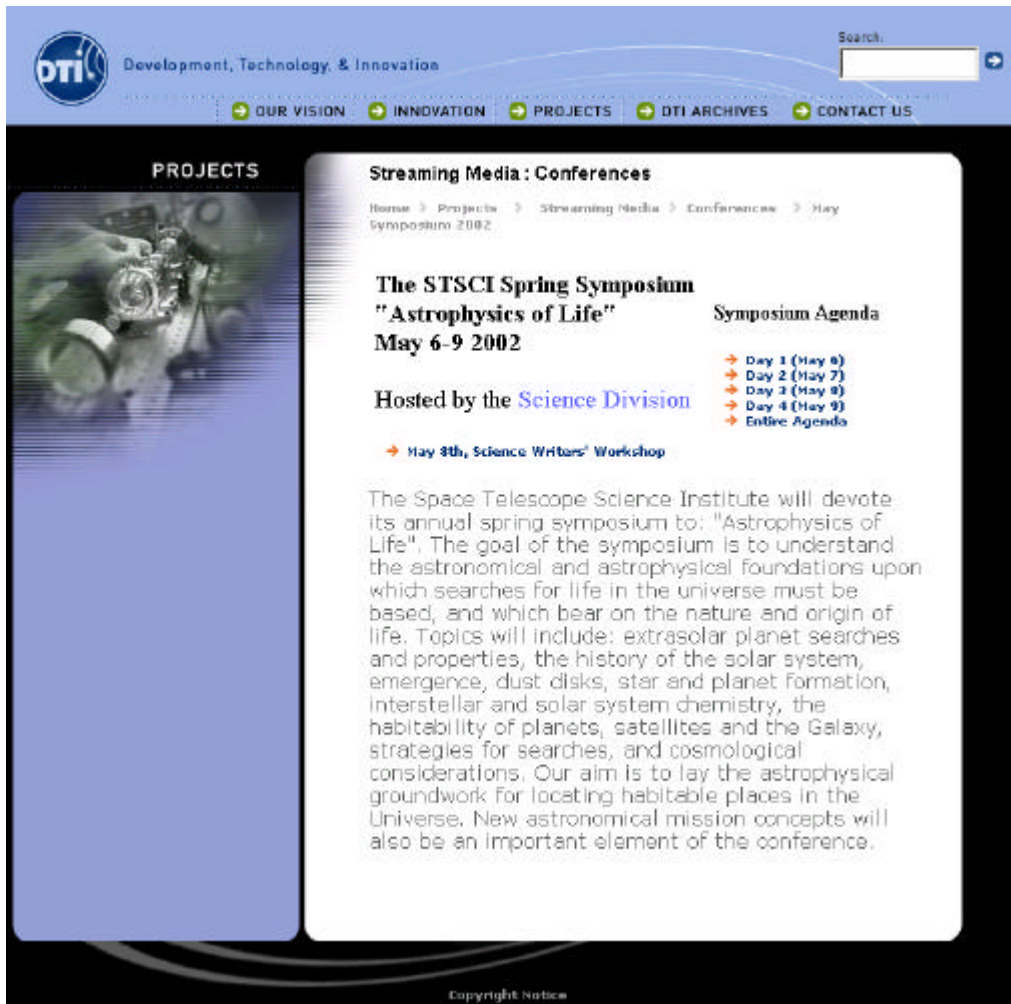 DTI
Development, Technology, & Innovation
Search:
OUR VISION
INNOVATION
PROJECTS
DTI ARCHIVES
CONTACT US
PROJECTS
Streaming Media : Conferences
Home > Projects > Streaming Media > Conferences > May
Symposium 2002
The STSCI Spring Symposium
"Astrophysics of Life"
May 6-9 2002
Hosted by the Science Division
Symposium Agenda
Day 1 (May 6)
Day 2 (May 7)
Day 3 (May 8)
Day 4 (May 9)
Entire Agenda
May 8th, Science Writers' Workshop
The Space Telescope Science Institute will devote
its annual spring symposium to: "Astrophysics of
Life". The goal of the symposium is to understand
the astronomical and astrophysical foundations upon
which searches for life in the universe must be
based, and which bear on the nature and origin of
life. Topics will include: extrasolar planet searches
and properties, the history of the solar system,
emergence, dust disks, star and planet formation,
interstellar and solar system chemistry, the
habitability of planets, satellites and the Galaxy,
strategies for searches, and cosmological
considerations. Our aim is to lay the astrophysical
groundwork for locating habitable places in the
Universe. New astronomical mission concepts will
also be an important element of the conference.
Copyright Notice